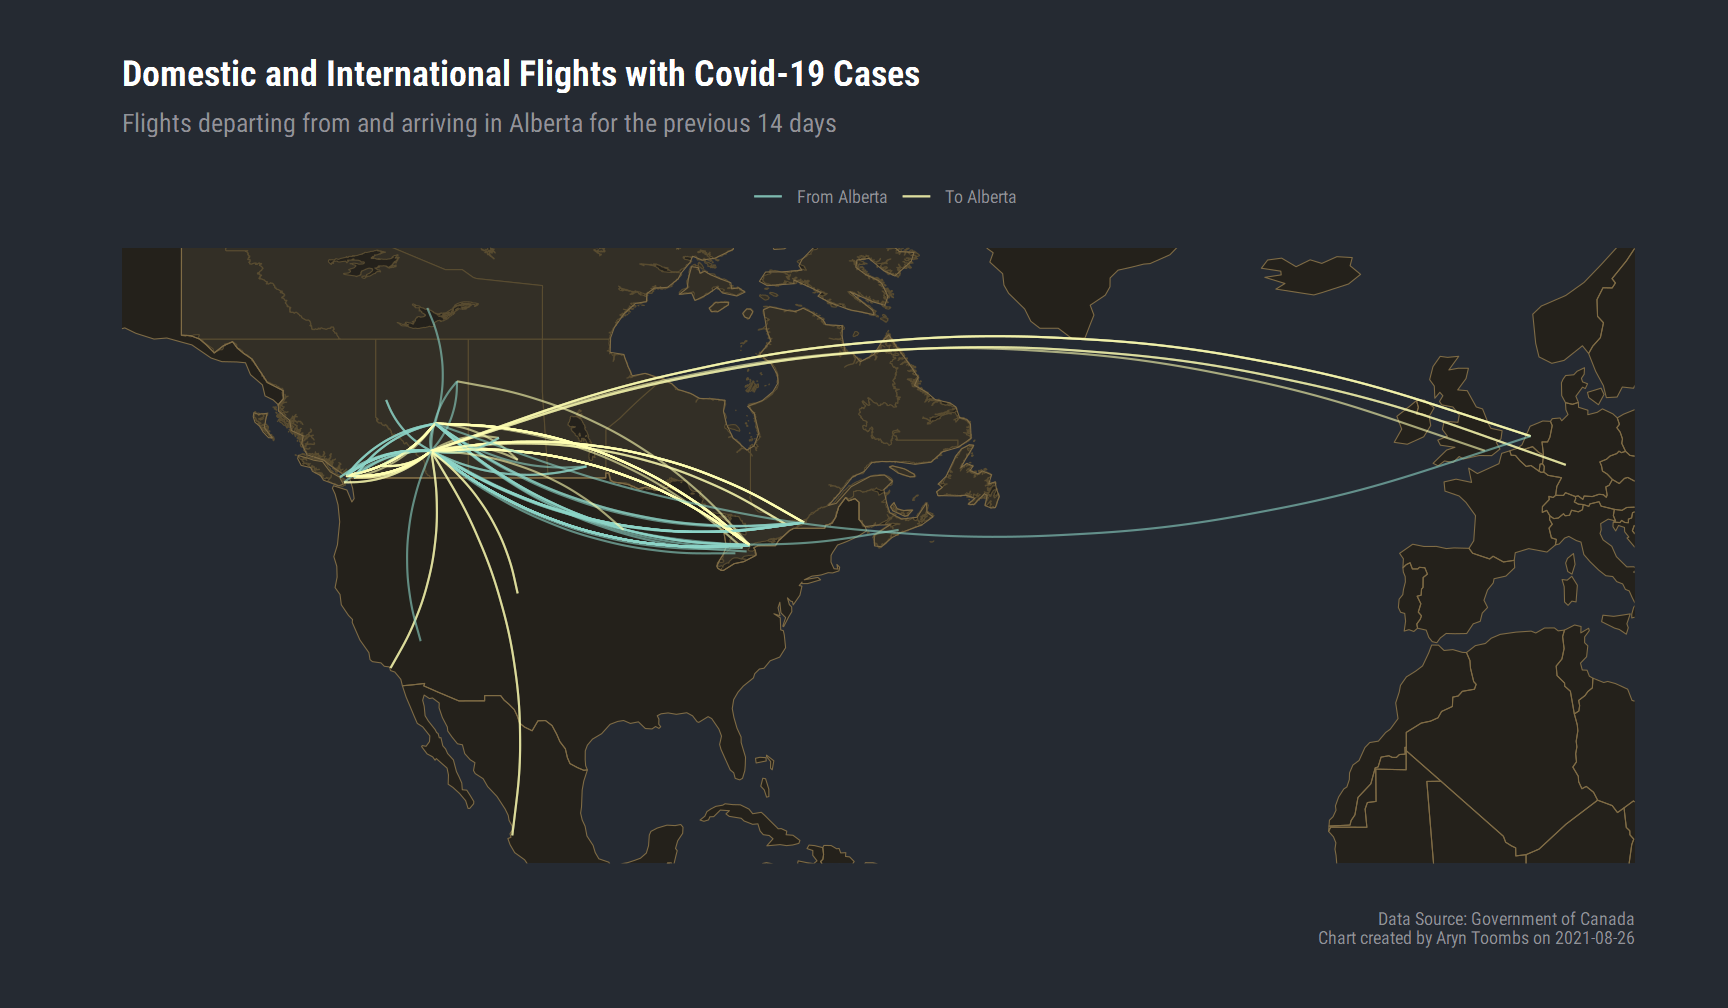 Domestic and International Flights with Covid-19 Cases
Flights departing from and arriving in Alberta for the previous 14 days
From Alberta To Alberta
Data Source: Government of Canada
Chart created by Aryn Toombs on 2021-08-26